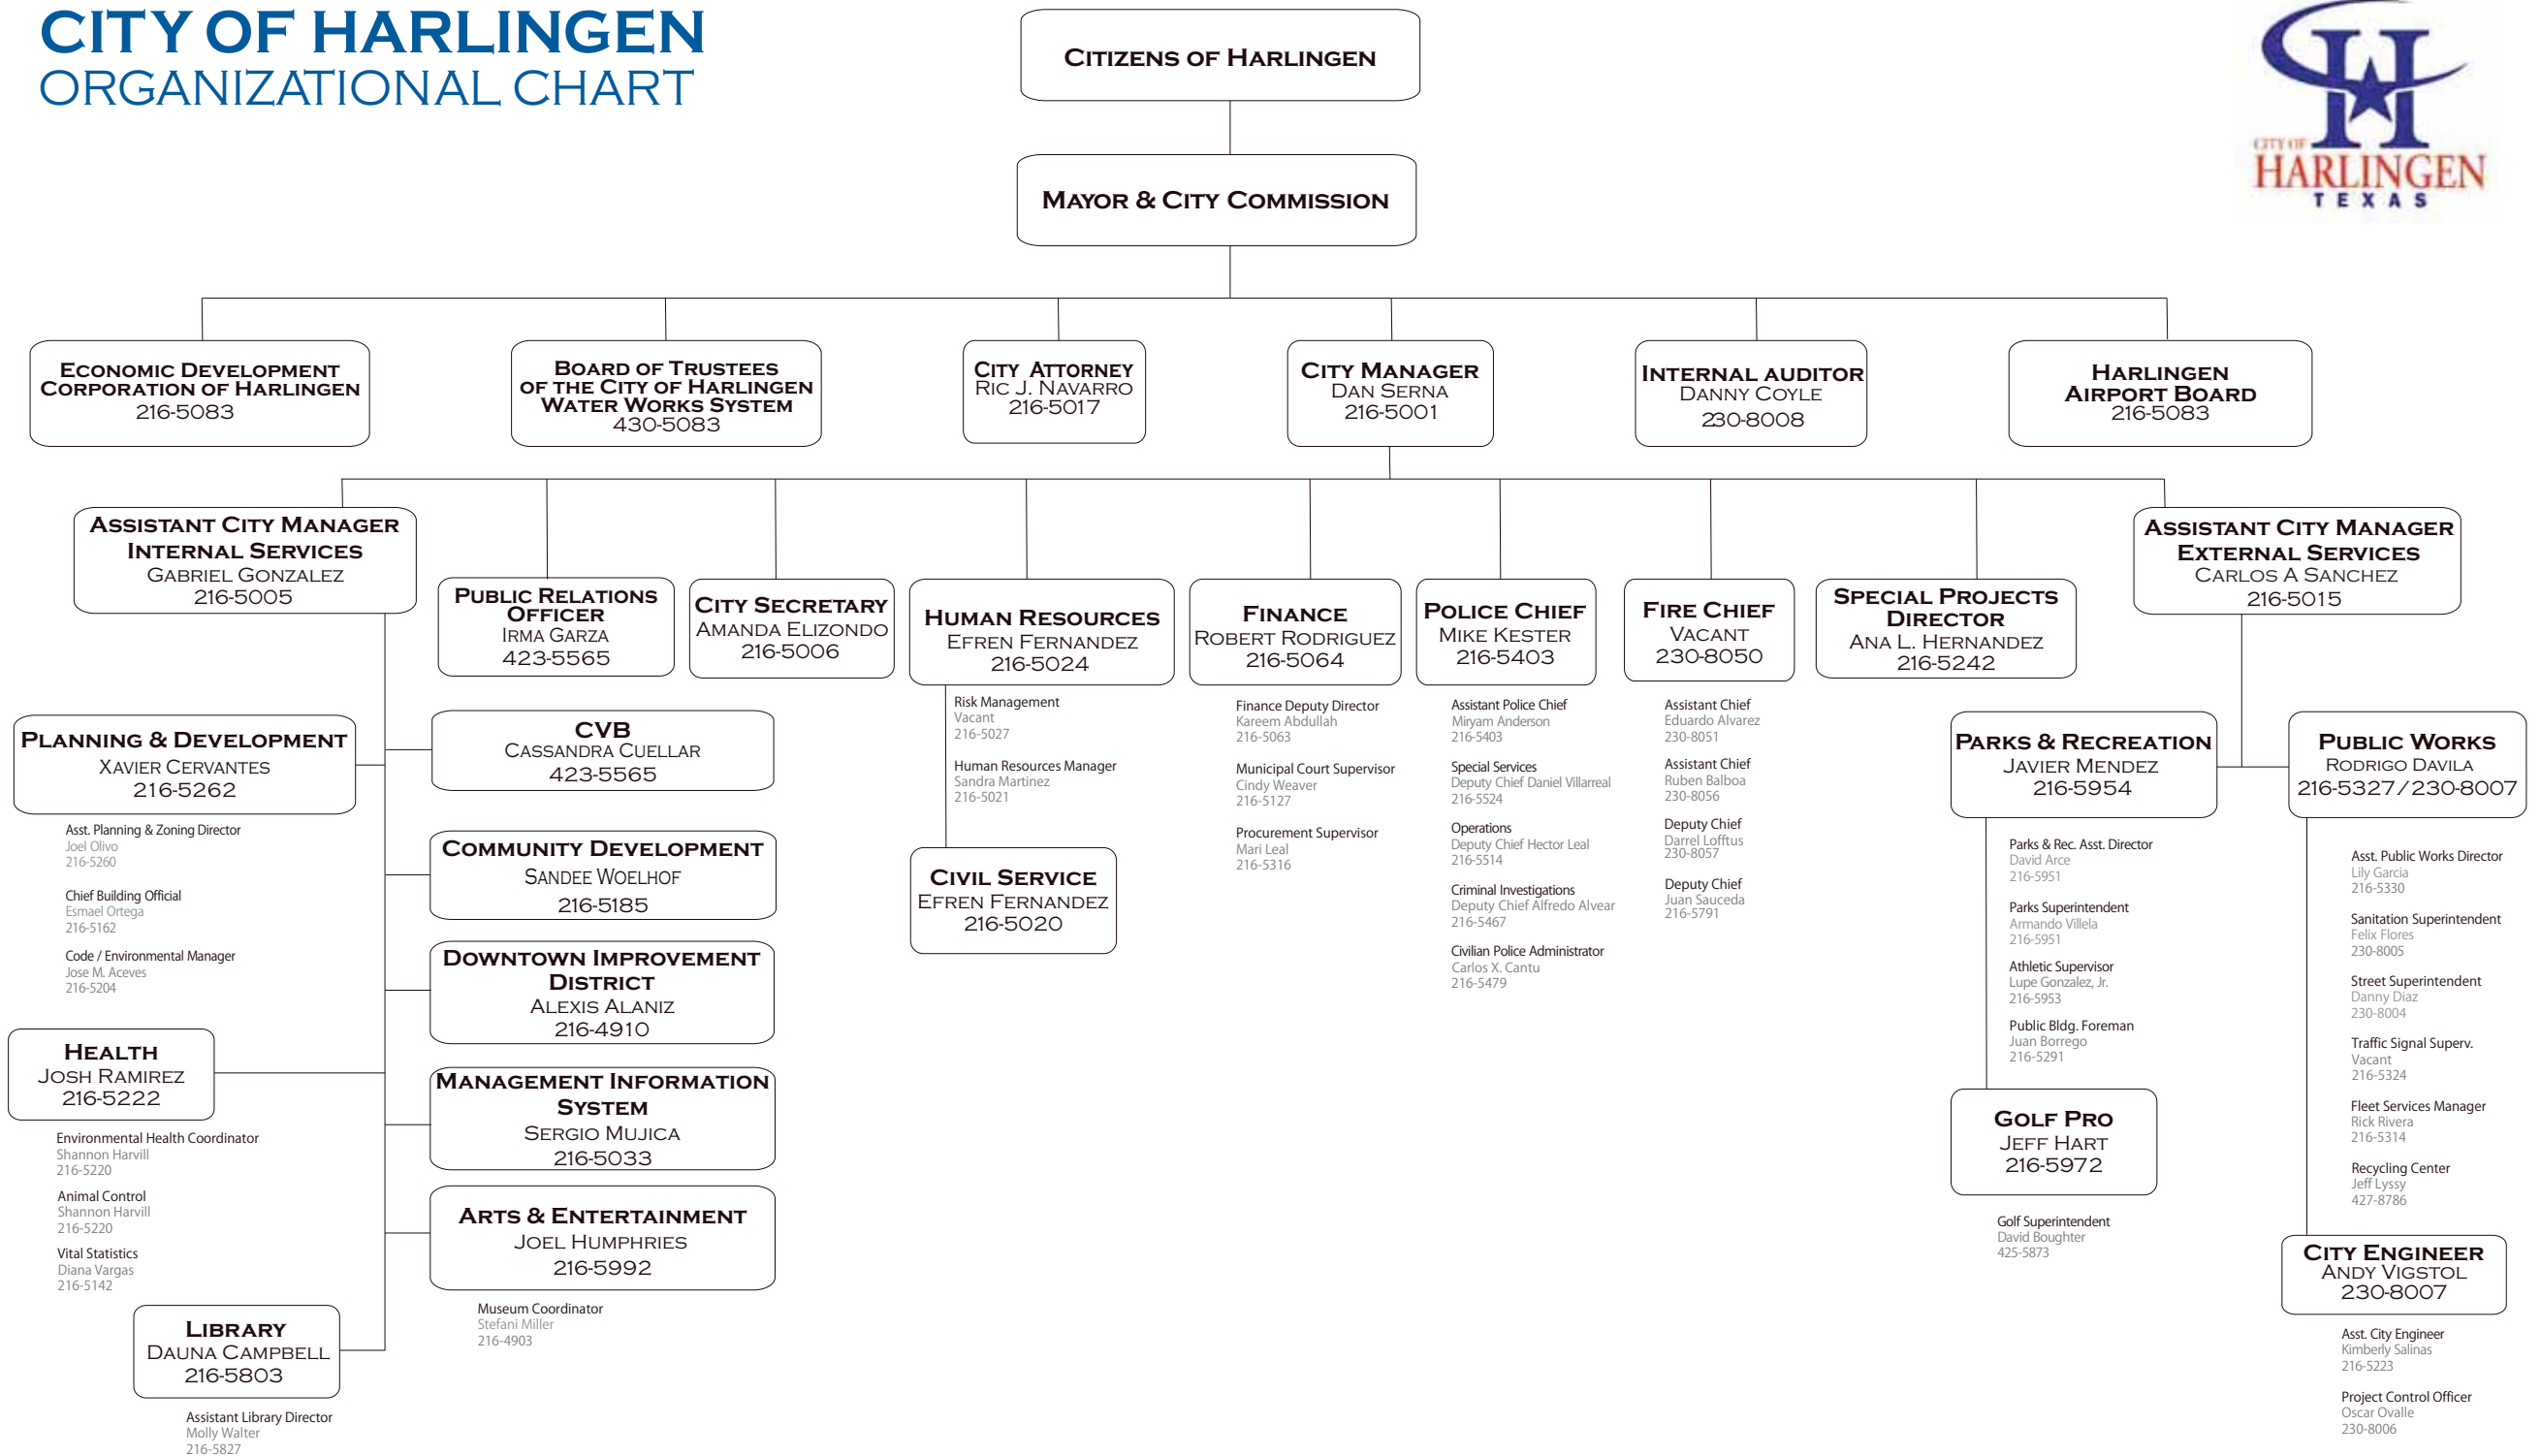 CITY OF HARLINGEN
ORGANIZATIONAL CHART
CITY OF
HARLINGEN
TEXAS
CITIZENS OF HARLINGEN
MAYOR & CITY COMMISSION
ECONOMIC DEVELOPMENT
CORPORATION OF HARLINGEN
216-5083
BOARD OF TRUSTEES
OF THE CITY OF HARLINGEN
WATER WORKS SYSTEM
430-5083
CITY ATTORNEY
RIC J. NAVARRO
216-5017
CITY MANAGER
DAN SERNA
216-5001
INTERNAL AUDITOR
DANNY COYLE
230-8008
HARLINGEN
AIRPORT BOARD
216-5083
ASSISTANT CITY MANAGER
INTERNAL SERVICES
GABRIEL GONZALEZ
216-5005
PUBLIC RELATIONS
OFFICER
IRMA GARZA
423-5565
CITY SECRETARY
AMANDA ELIZONDO
216-5006
HUMAN RESOURCES
EFREN FERNANDEZ
216-5024
FINANCE
ROBERT RODRIGUEZ
216-5064
POLICE CHIEF
MIKE KESTER
216-5403
FIRE CHIEF
VACANT
230-8050
SPECIAL PROJECTS
DIRECTOR
ANA L. HERNANDEZ
216-5242
ASSISTANT CITY MANAGER
EXTERNAL SERVICES
CARLOS A SANCHEZ
216-5015
PLANNING & DEVELOPMENT
XAVIER CERVANTES
216-5262
Asst. Planning & Zoning Director
Joel Olivo
216-5260
Chief Building Official
Esmael Ortega
216-5162
Code / Environmental Manager
Jose M. Aceves
216-5204
HEALTH
JOSH RAMIREZ
216-5222
Environmental Health Coordinator
Shannon Harvill
216-5220
Animal Control
Shannon Harvill
216-5220
Vital Statistics
Diana Vargas
216-5142
LIBRARY
DAUNA CAMPBELL
216-5803
Assistant Library Director
Molly Walter
216-5827
CVB
CASSANDRA CUELLAR
423-5565
COMMUNITY DEVELOPMENT
SANDEE WOELHOF
216-5185
DOWNTOWN IMPROVEMENT
DISTRICT
ALEXIS ALANIZ
216-4910
MANAGEMENT INFORMATION
SYSTEM
SERGIO MUJICA
216-5033
ARTS & ENTERTAINMENT
JOEL HUMPHRIES
216-5992
Museum Coordinator
Stefani Miller
216-4903
Risk Management
Vacant
216-5027
Human Resources Manager
Sandra Martinez
216-5021
CIVIL SERVICE
EFREN FERNANDEZ
216-5020
Finance Deputy Director
Kareem Abdullah
216-5063
Municipal Court Supervisor
Cindy Weaver
216-5127
Procurement Supervisor
Mari Leal
216-5316
Assistant Police Chief
Miryam Anderson
216-5403
Special Services
Deputy Chief Daniel Villarreal
216-5524
Operations
Deputy Chief Hector Leal
216-5514
Criminal Investigations
Deputy Chief Alfredo Alvear
216-5467
Civilian Police Administrator
Carlos X. Cantu
216-5479
Assistant Chief
Eduardo Alvarez
230-8051
Assistant Chief
Ruben Balboa
230-8056
Deputy Chief
Darrel Lofftus
230-8057
Deputy Chief
Juan Sauceda
216-5791
PARKS & RECREATION
JAVIER MENDEZ
216-5954
Parks & Rec. Asst. Director
David Arce
216-5951
Parks Superintendent
Armando Villela
216-5951
Athletic Supervisor
Lupe Gonzalez, Jr.
216-5953
Public Bldg. Foreman
Juan Borrego
216-5291
GOLF PRO
JEFF HART
216-5972
Golf Superintendent
David Boughter
425-5873
PUBLIC WORKS
RODRIGO DAVILA
216-5327/230-8007
Asst. Public Works Director
Lily Garcia
216-5330
Sanitation Superintendent
Felix Flores
230-8005
Street Superintendent
Danny Diaz
230-8004
Traffic Signal Superv.
Vacant
216-5324
Fleet Services Manager
Rick Rivera
216-5314
Recycling Center
Jeff Lyssy
427-8786
CITY ENGINEER
ANDY VIGSTOL
230-8007
Asst. City Engineer
Kimberly Salinas
216-5223
Project Control Officer
Oscar Ovalle
230-8006